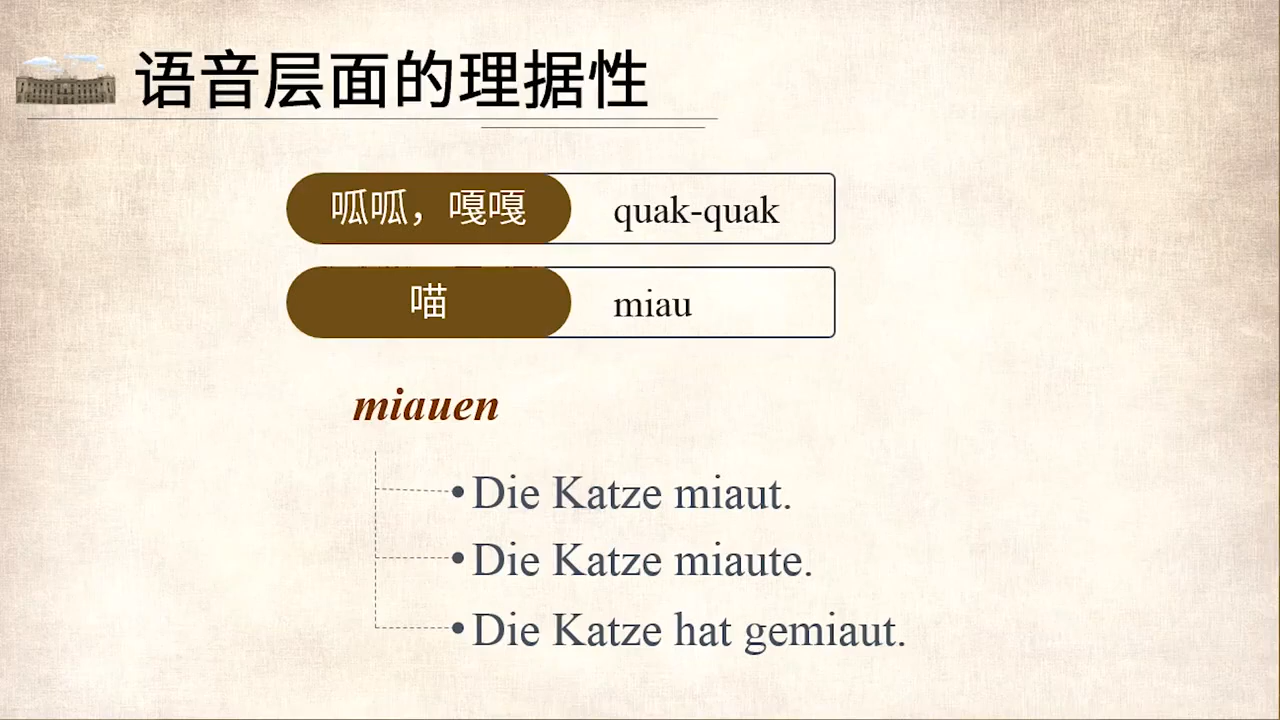 语音层面的理据性
呱呱，嘎嘎 quak-quak
喵 miau
miauen
•Die Katze miaut.
•Die Katze miaute.
•Die Katze hat gemiaut.